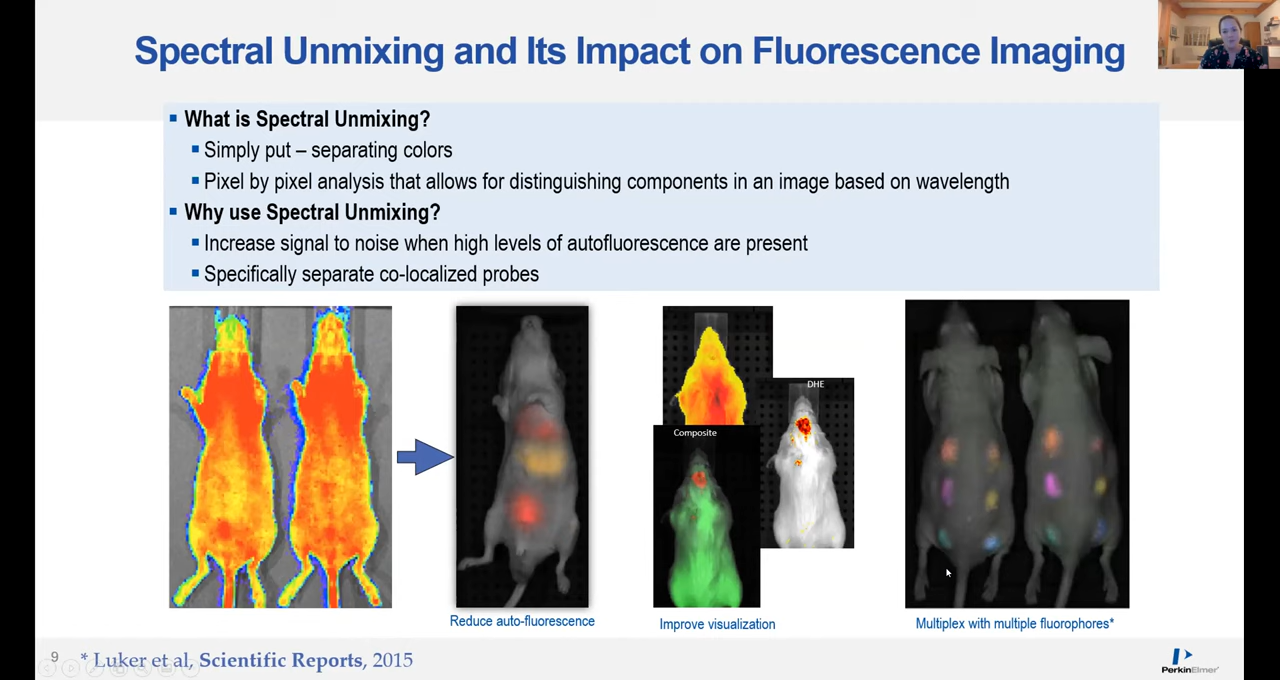 Spectral Unmixing and Its Impact on Fluorescence Imaging
What is Spectral Unmixing?
Simply put – separating colors
Pixel by pixel analysis that allows for distinguishing components in an image based on wavelength
Why use Spectral Unmixing?
Increase signal to noise when high levels of autofluorescence are present
Specifically separate co-localized probes
DHE
Composite
Reduce auto-fluorescence
Improve visualization
Multiplex with multiple fluorophores*
9
* Luker et al, Scientific Reports, 2015
PerkinElmer